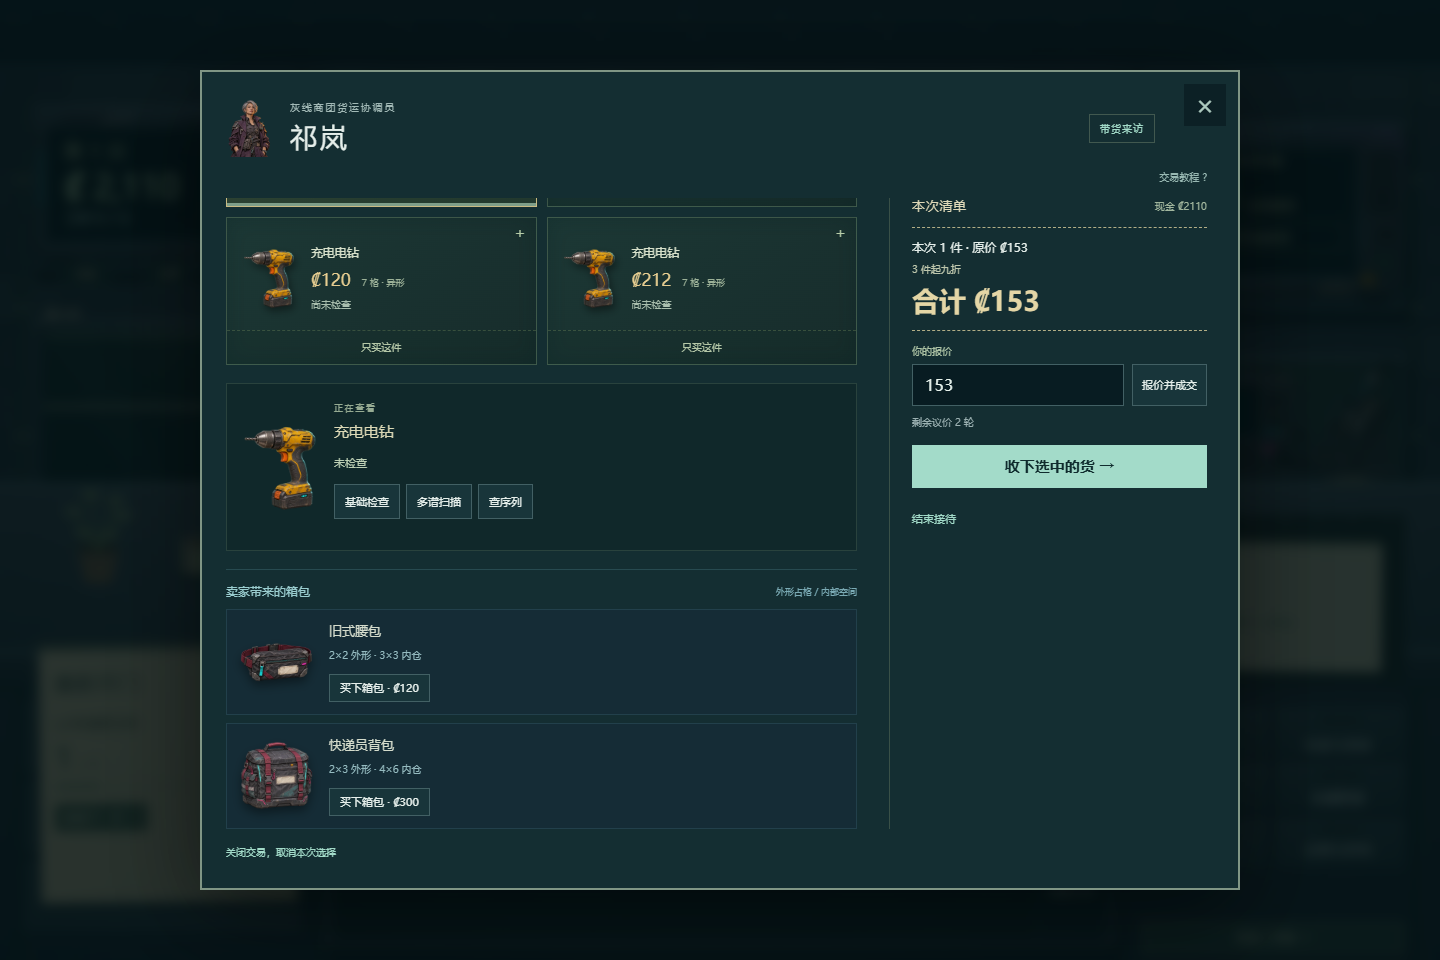 灰线商团货运协调员
祁岚
带货来访
×
交易教程 ?
+
充电电钻
₡120 7 格 · 异形
尚未检查
只买这件
+
充电电钻
₡212 7 格 · 异形
尚未检查
只买这件
正在查看
充电电钻
未检查
基础检查 多谱扫描 查序列
卖家带来的箱包 外形占格 / 内部空间
旧式腰包
2×2 外形 · 3×3 内仓
买下箱包 · ₡120
快递员背包
2×3 外形 · 4×6 内仓
买下箱包 · ₡300
关闭交易，取消本次选择
本次清单 现金 ₡2110
本次 1 件 · 原价 ₡153
3 件起九折
合计 ₡153
你的报价
153 报价并成交
剩余议价 2 轮
收下选中的货 →
结束接待